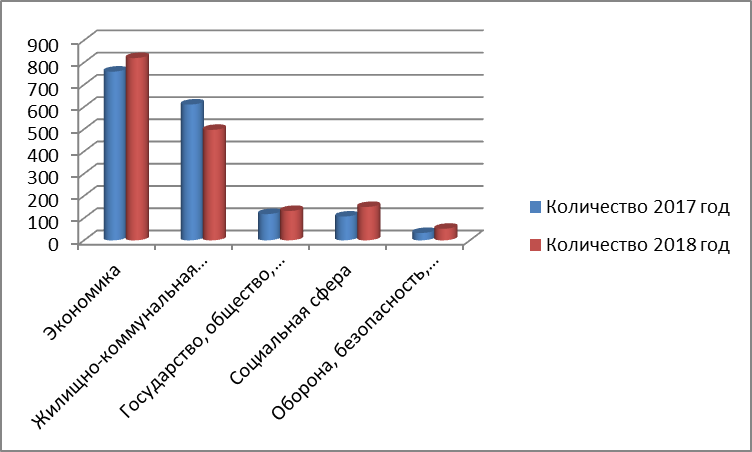 900
800
700
600
500
400
300
200
100
0
Экономика
Жилищно-коммунальная...
Государство, общество,...
Социальная сфера
Оборона, безопасность,...
Количество 2017 год
Количество 2018 год